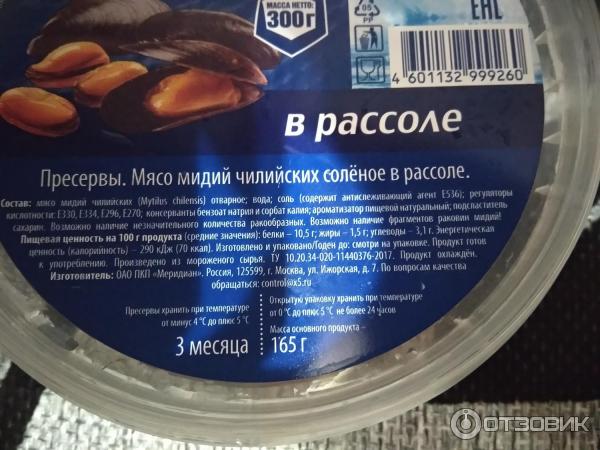 МАССА НЕТТО:
300г
05
PP
EAC
4 601132 999260
в рассоле
Пресервы. Мясо мидий чилийских солёное в рассоле.
Состав: мясо мидий чилийских (Mytilus chilensis) отварное; вода; соль (содержит антислеживающий агент Е536); регуляторы
кислотности: Е330, Е334, Е296, Е270; консерванты бензоат натрия и сорбат калия; ароматизатор пищевой натуральный; подсластитель
сахарин. Возможно наличие незначительного количества ракообразных. Возможно наличие фрагментов раковин мидий!
Пищевая ценность на 100 г продукта (средние значения): белки – 10,5 г; жиры – 1,5 г; углеводы – 3,1 г. Энергетическая
ценность (калорийность) – 290 кДж (70 ккал). Изготовлено и упаковано/Годен до: смотри на упаковке. Продукт готов
к употреблению. Произведено из мороженого сырья. ТУ 10.20.34-020-11440376-2017. Продукт охлаждён.
Изготовитель: ОАО ПКП «Меридиан». Россия, 125599, г. Москва, ул. Ижорская, д. 7. По вопросам качества
обращаться: control@x5.ru
Пресервы хранить при температуре
от минус 4 °С до плюс 5 °С
3 месяца
Открытую упаковку хранить при температуре
от 0 °С до плюс 5 °С не более 24 часов
Масса основного продукта –
165 г
ОТЗОВИК